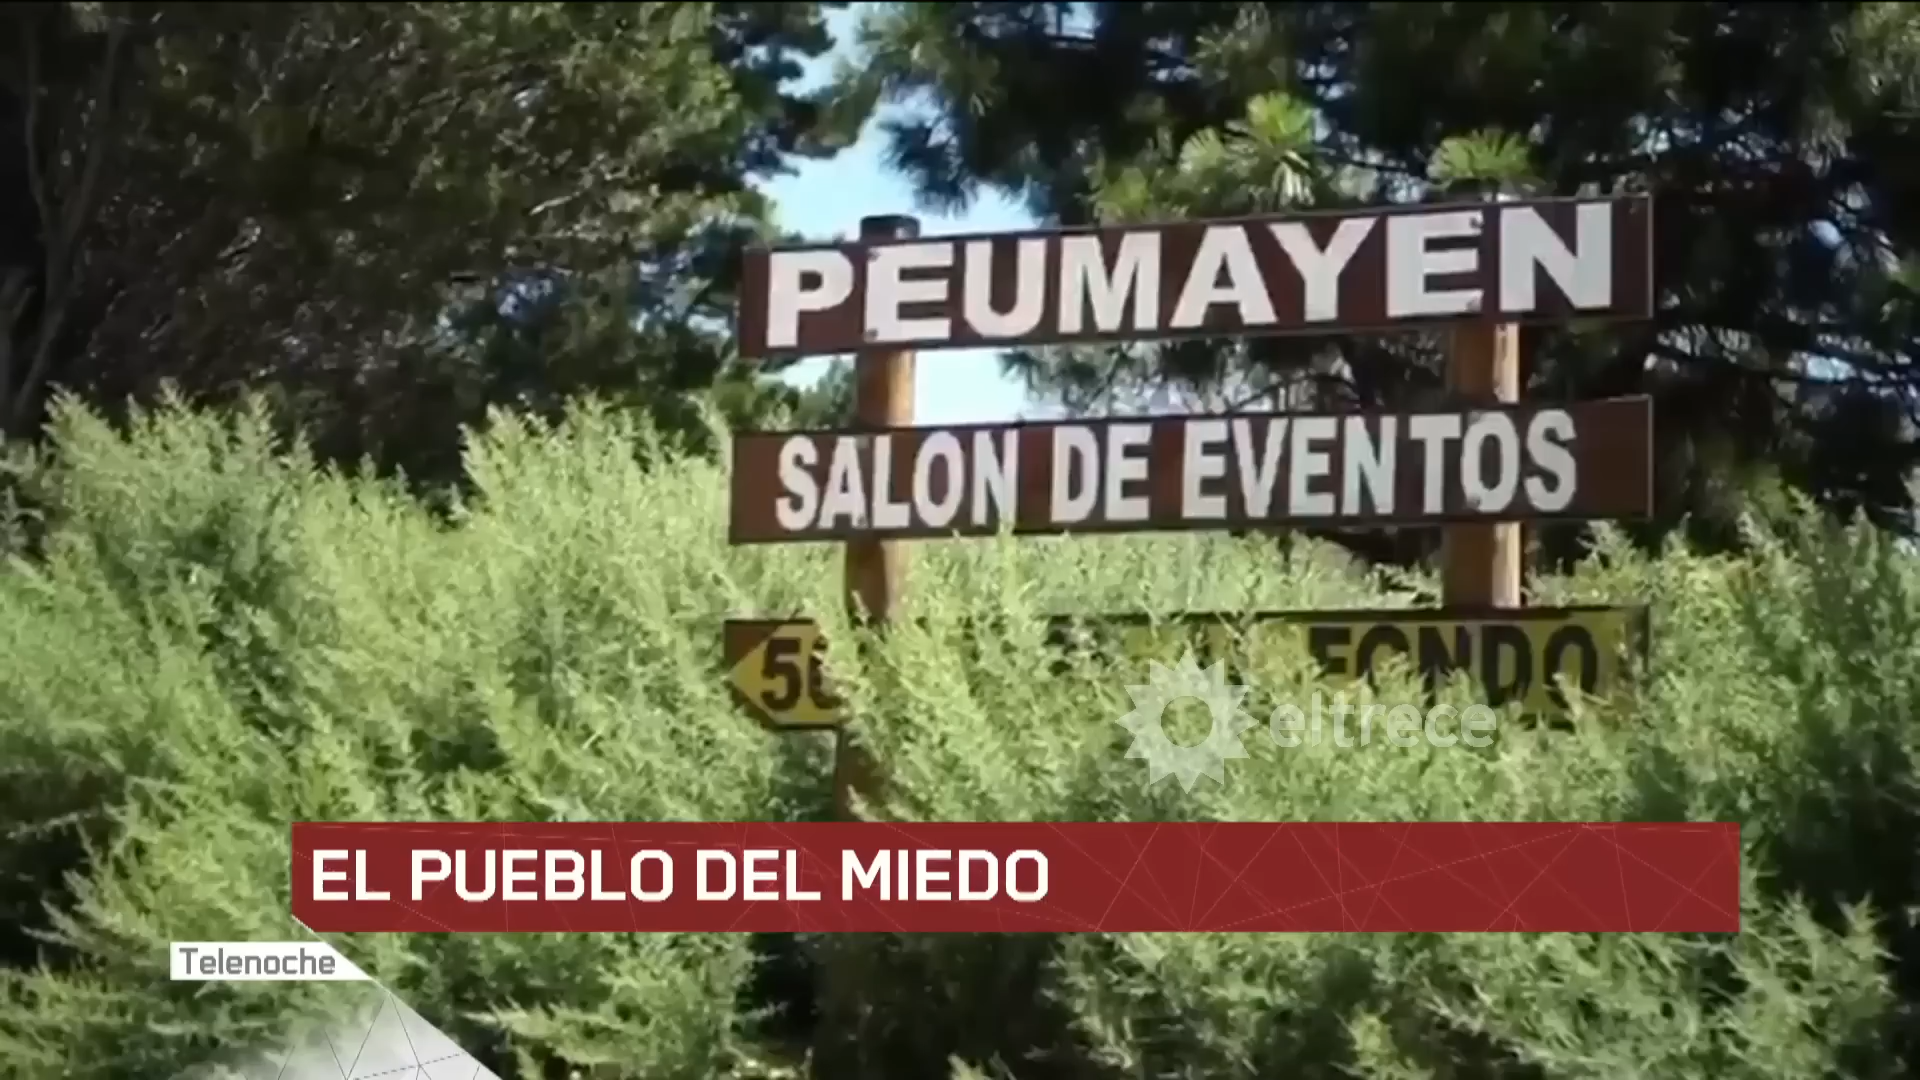 PEUMAYEN
SALON DE EVENTOS
FONDO
eltrece
EL PUEBLO DEL MIEDO
Telenoche